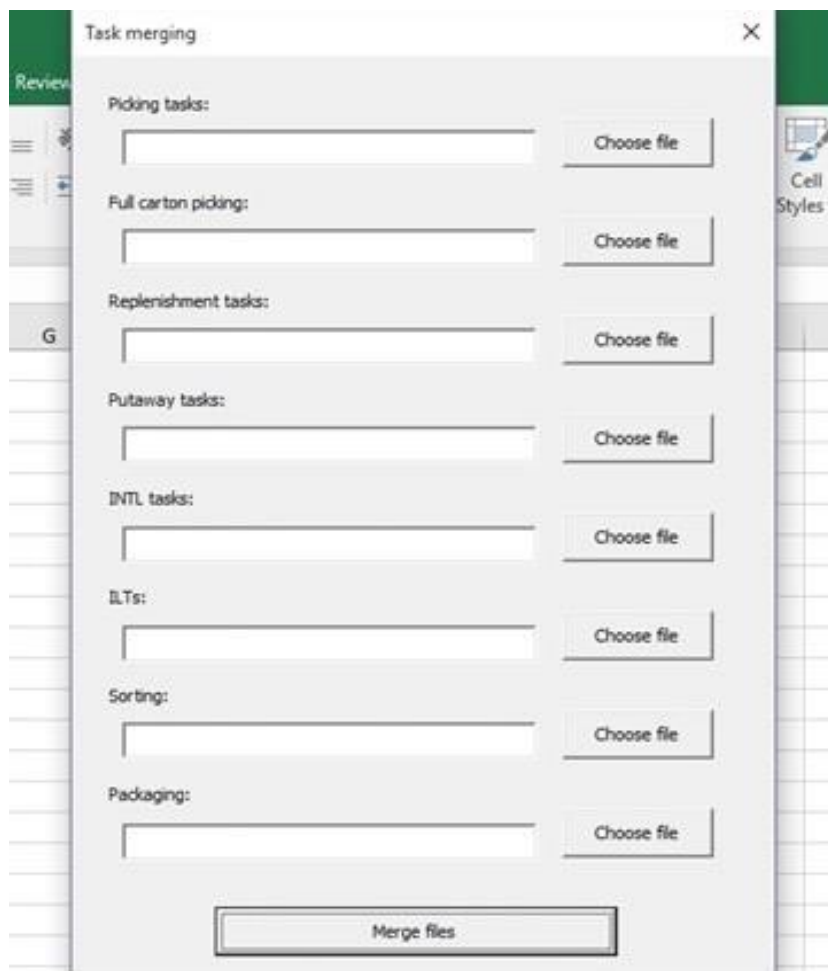 Task merging
Review
Picking tasks:
Choose file
Full carton picking:
Choose file
Cell
Styles
Replenishment tasks:
Choose file
G
Putaway tasks:
Choose file
INTL tasks:
Choose file
ILTs:
Choose file
Sorting:
Choose file
Packaging:
Choose file
Merge files